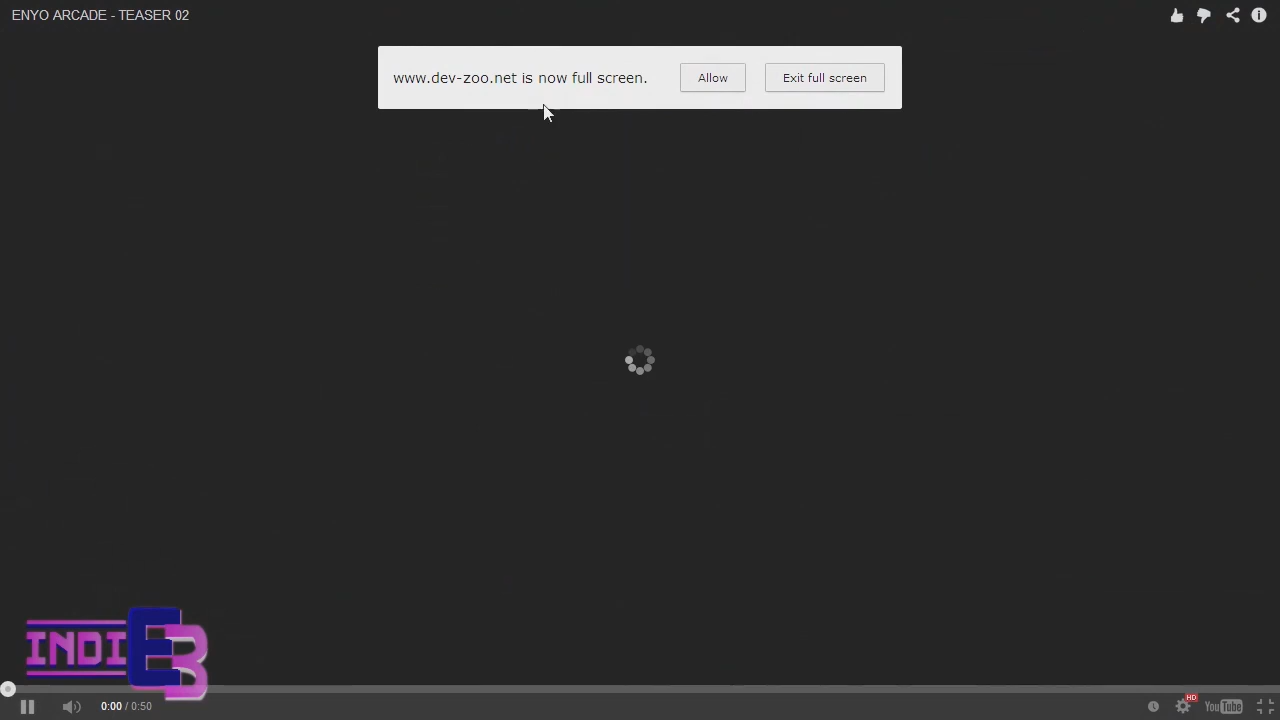 ENYO ARCADE - TEASER 02
www.dev-zoo.net is now full screen.
Allow
Exit full screen
INDIE3
0:00 / 0:50
HD
YouTube